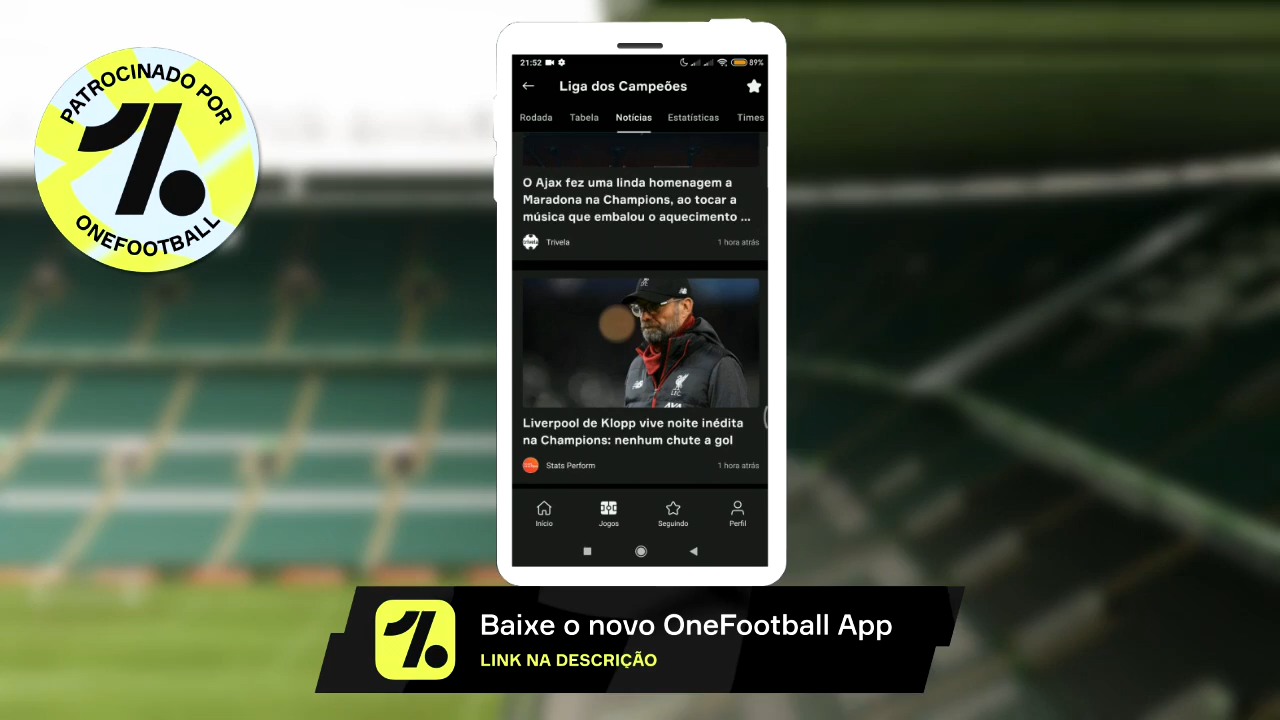 PATROCINADO POR
ONEFOOTBALL
21:52
89%
Liga dos Campeões
Rodada Tabela Notícias Estatísticas Times
O Ajax fez uma linda homenagem a
Maradona na Champions, ao tocar a
música que embalou o aquecimento ...
Trivela 1 hora atrás
Liverpool de Klopp vive noite inédita
na Champions: nenhum chute a gol
Stats Perform 1 hora atrás
Início Jogos Seguindo Perfil
Baixe o novo OneFootball App
LINK NA DESCRIÇÃO